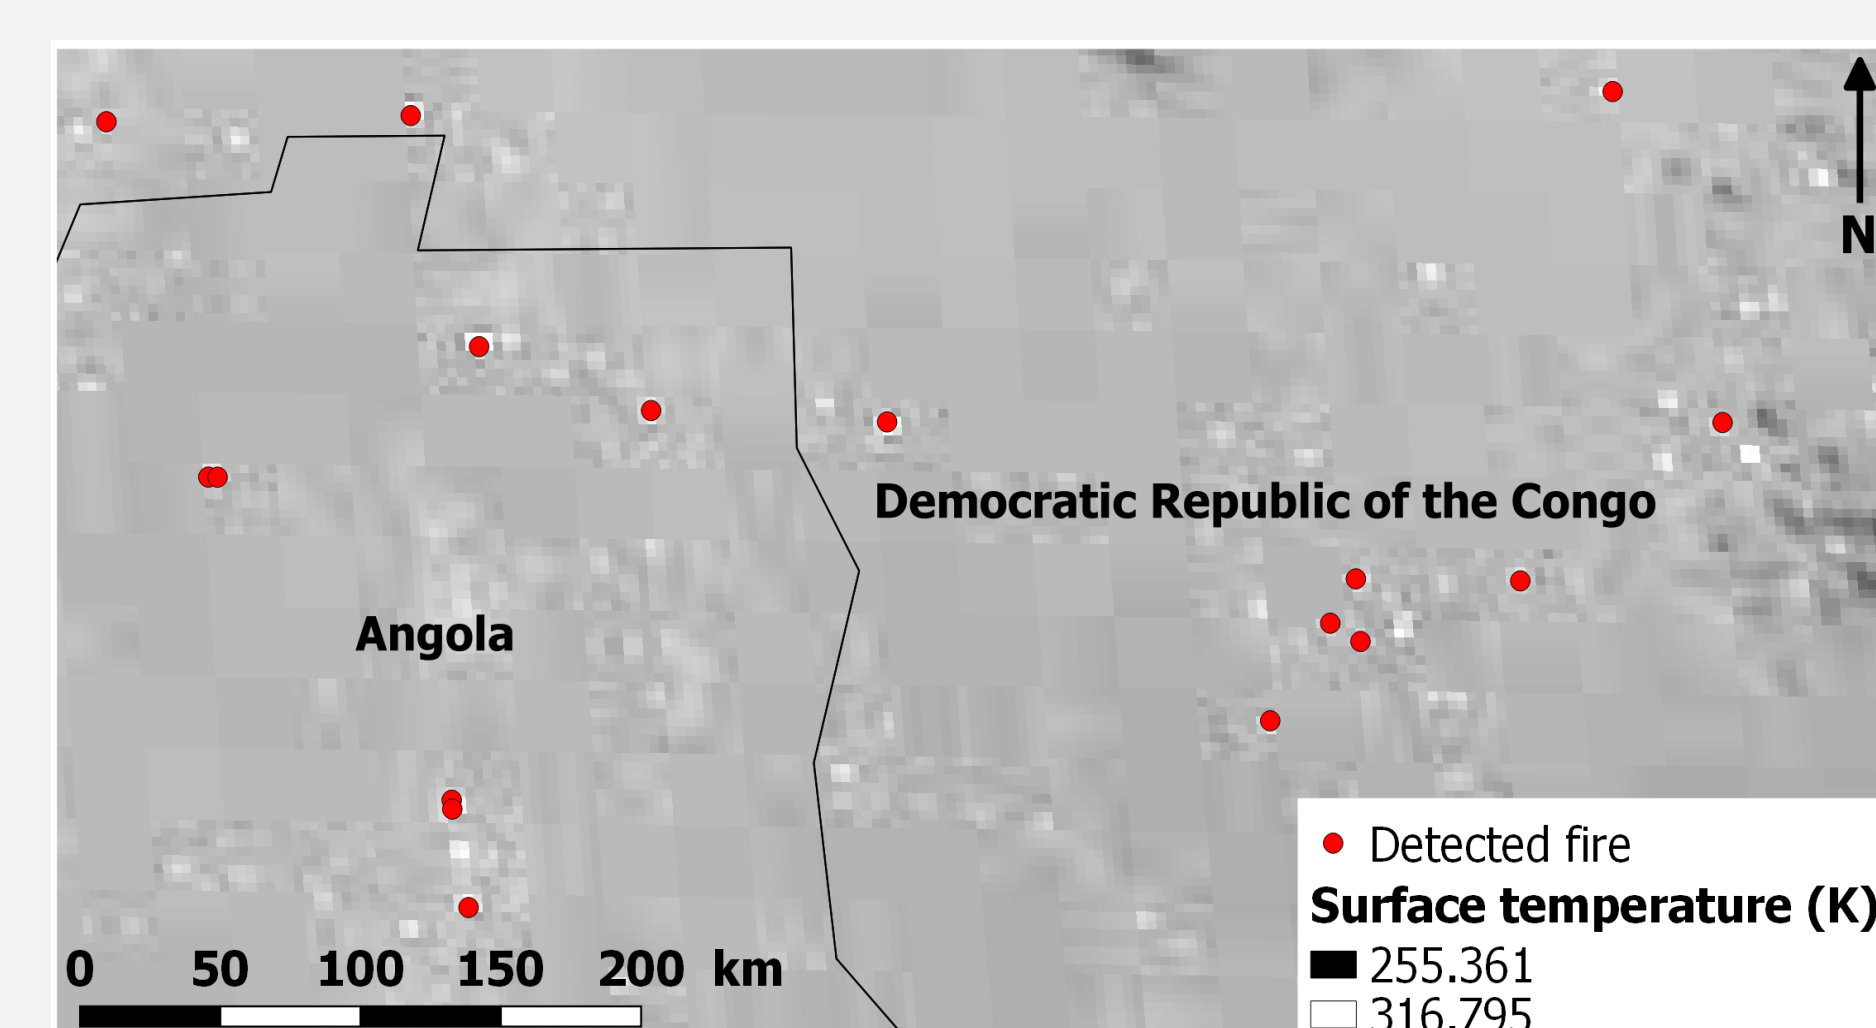 N
Democratic Republic of the Congo
Angola
Detected fire
Surface temperature (K)
255.361
316.795
0 50 100 150 200 km